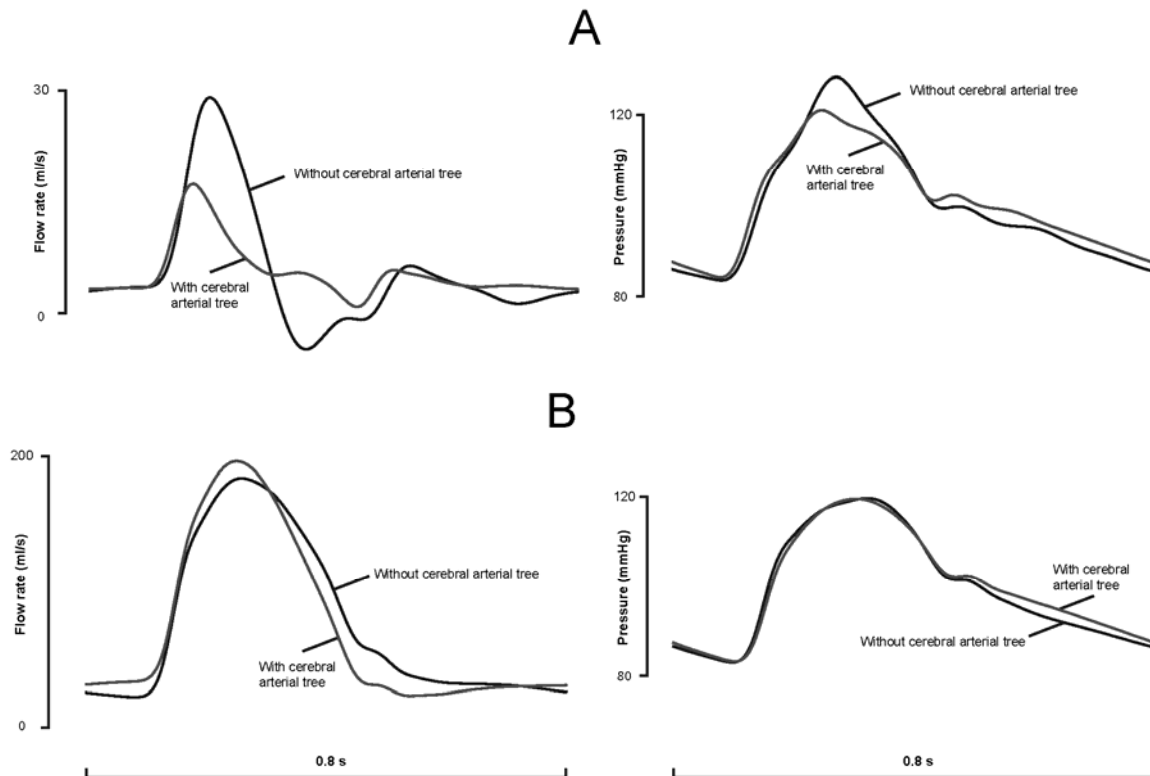 A
30
Flow rate (ml/s)
Without cerebral arterial tree
With cerebral
arterial tree
0
120
Pressure (mmHg)
Without cerebral arterial tree
With cerebral
arterial tree
80
B
200
Flow rate (ml/s)
Without cerebral arterial tree
With cerebral
arterial tree
0
0.8 s
120
Pressure (mmHg)
With cerebral
arterial tree
Without cerebral arterial tree
80
0.8 s